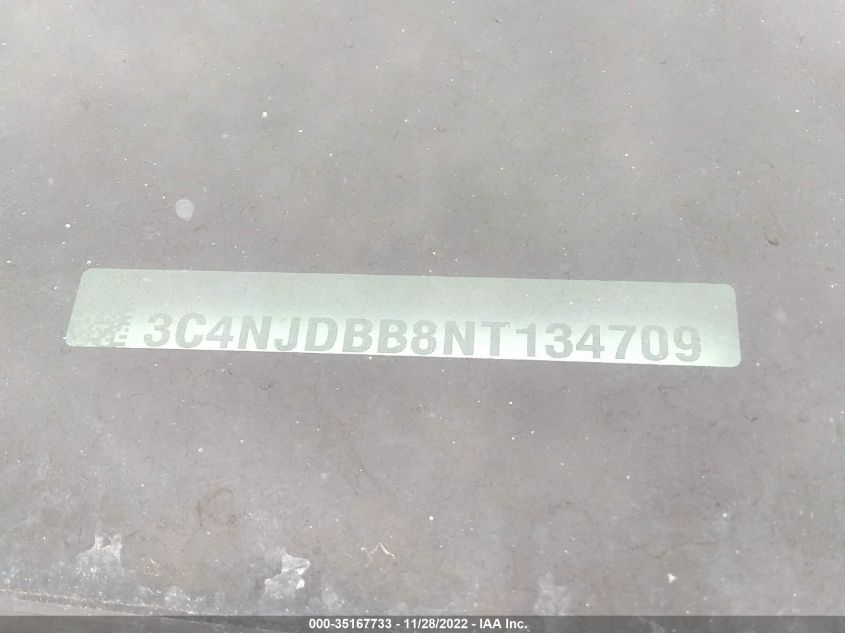 3C4NJDBB8NT134709
000-35167733 - 11/28/2022 - IAA Inc.